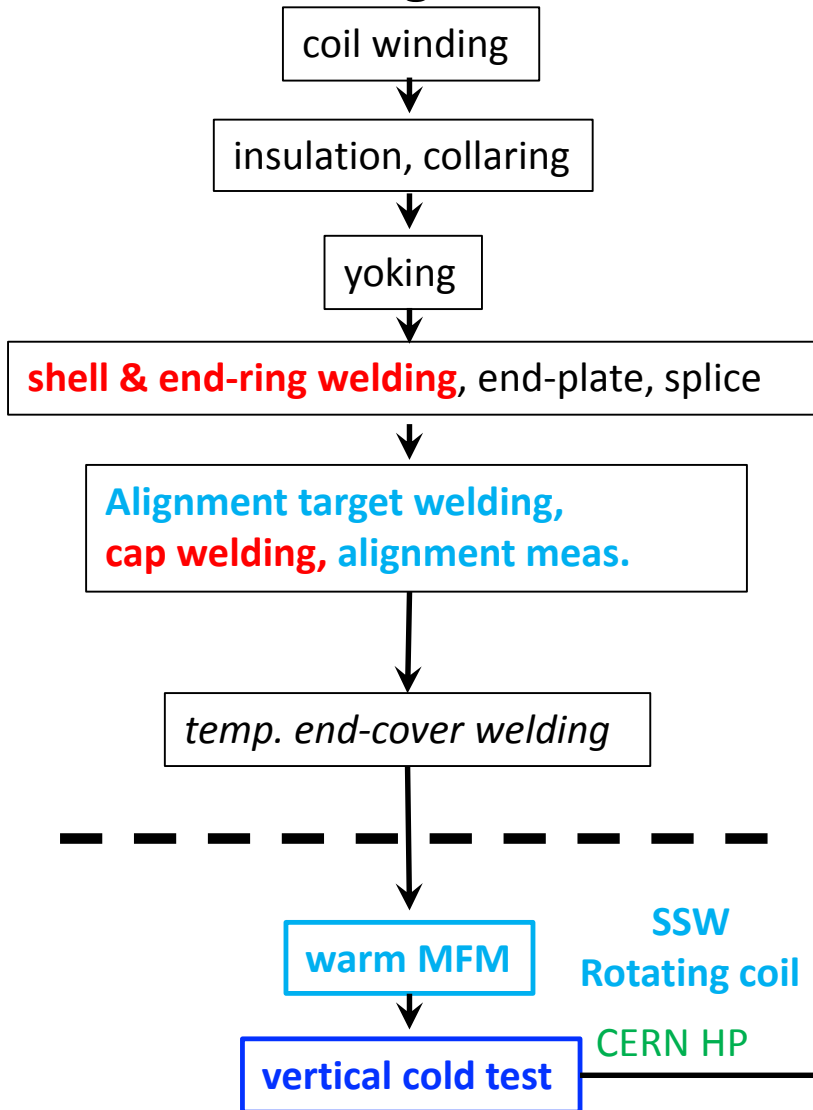 coil winding
insulation, collaring
yoking
shell & end-ring welding, end-plate, splice
Alignment target welding,
cap welding, alignment meas.
temp. end-cover welding
SSW
warm MFM
Rotating coil
CERN HP
vertical cold test